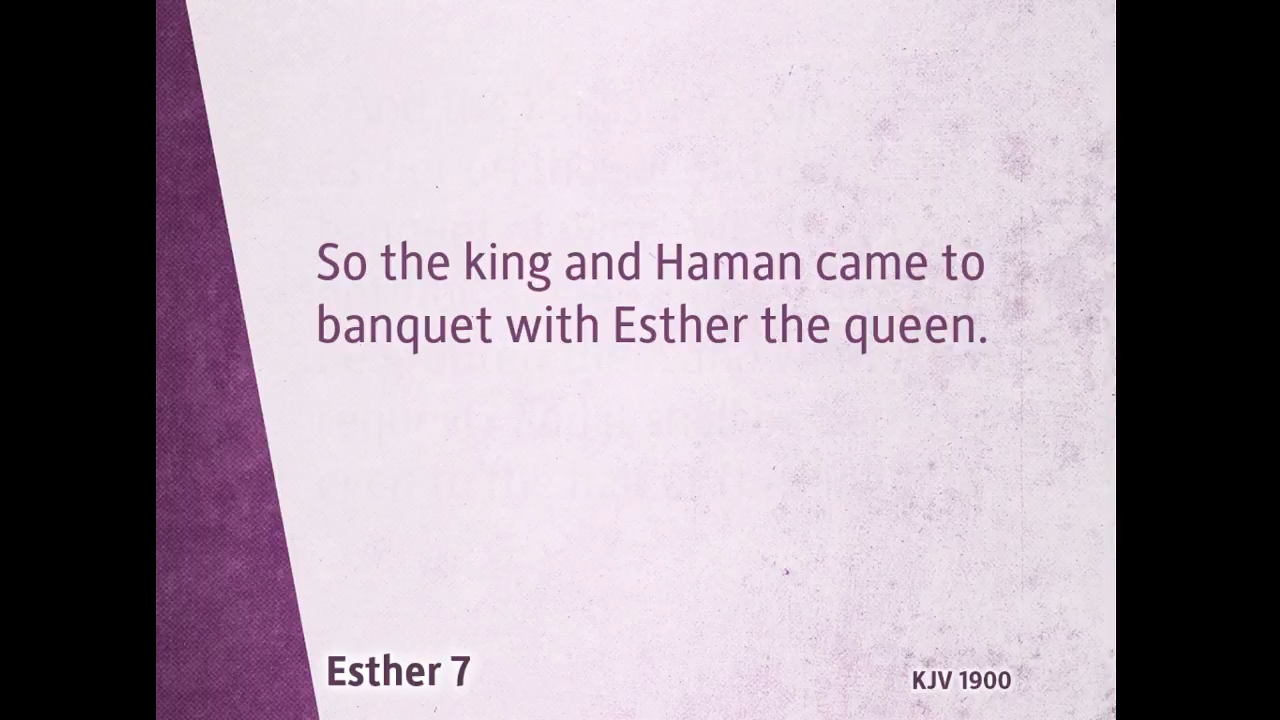 So the king and Haman came to
banquet with Esther the queen.
Esther 7
KJV 1900